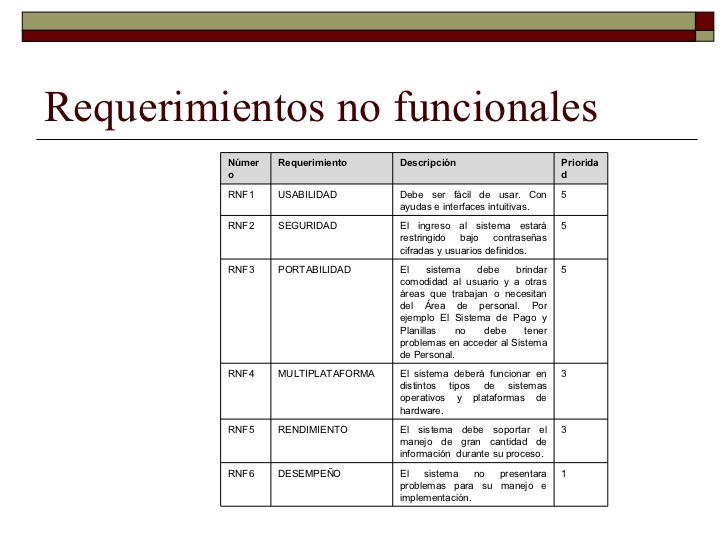 Requerimientos no funcionales
Númer
o
Requerimiento
Descripción
Priorida
d
RNF1
USABILIDAD
Debe ser fácil de usar. Con
ayudas e interfaces intuitivas.
5
RNF2
SEGURIDAD
El ingreso al sistema estará
restringido bajo contraseñas
cifradas y usuarios definidos.
5
RNF3
PORTABILIDAD
El sistema debe brindar
comodidad al usuario y a otras
áreas que trabajan o necesitan
del Área de personal. Por
ejemplo El Sistema de Pago y
Planillas no debe tener
problemas en acceder al Sistema
de Personal.
5
RNF4
MULTIPLATAFORMA
El sistema deberá funcionar en
distintos tipos de sistemas
operativos y plataformas de
hardware.
3
RNF5
RENDIMIENTO
El sistema debe soportar el
manejo de gran cantidad de
información durante su proceso.
3
RNF6
DESEMPEÑO
El sistema no presentara
problemas para su manejo e
implementación.
1